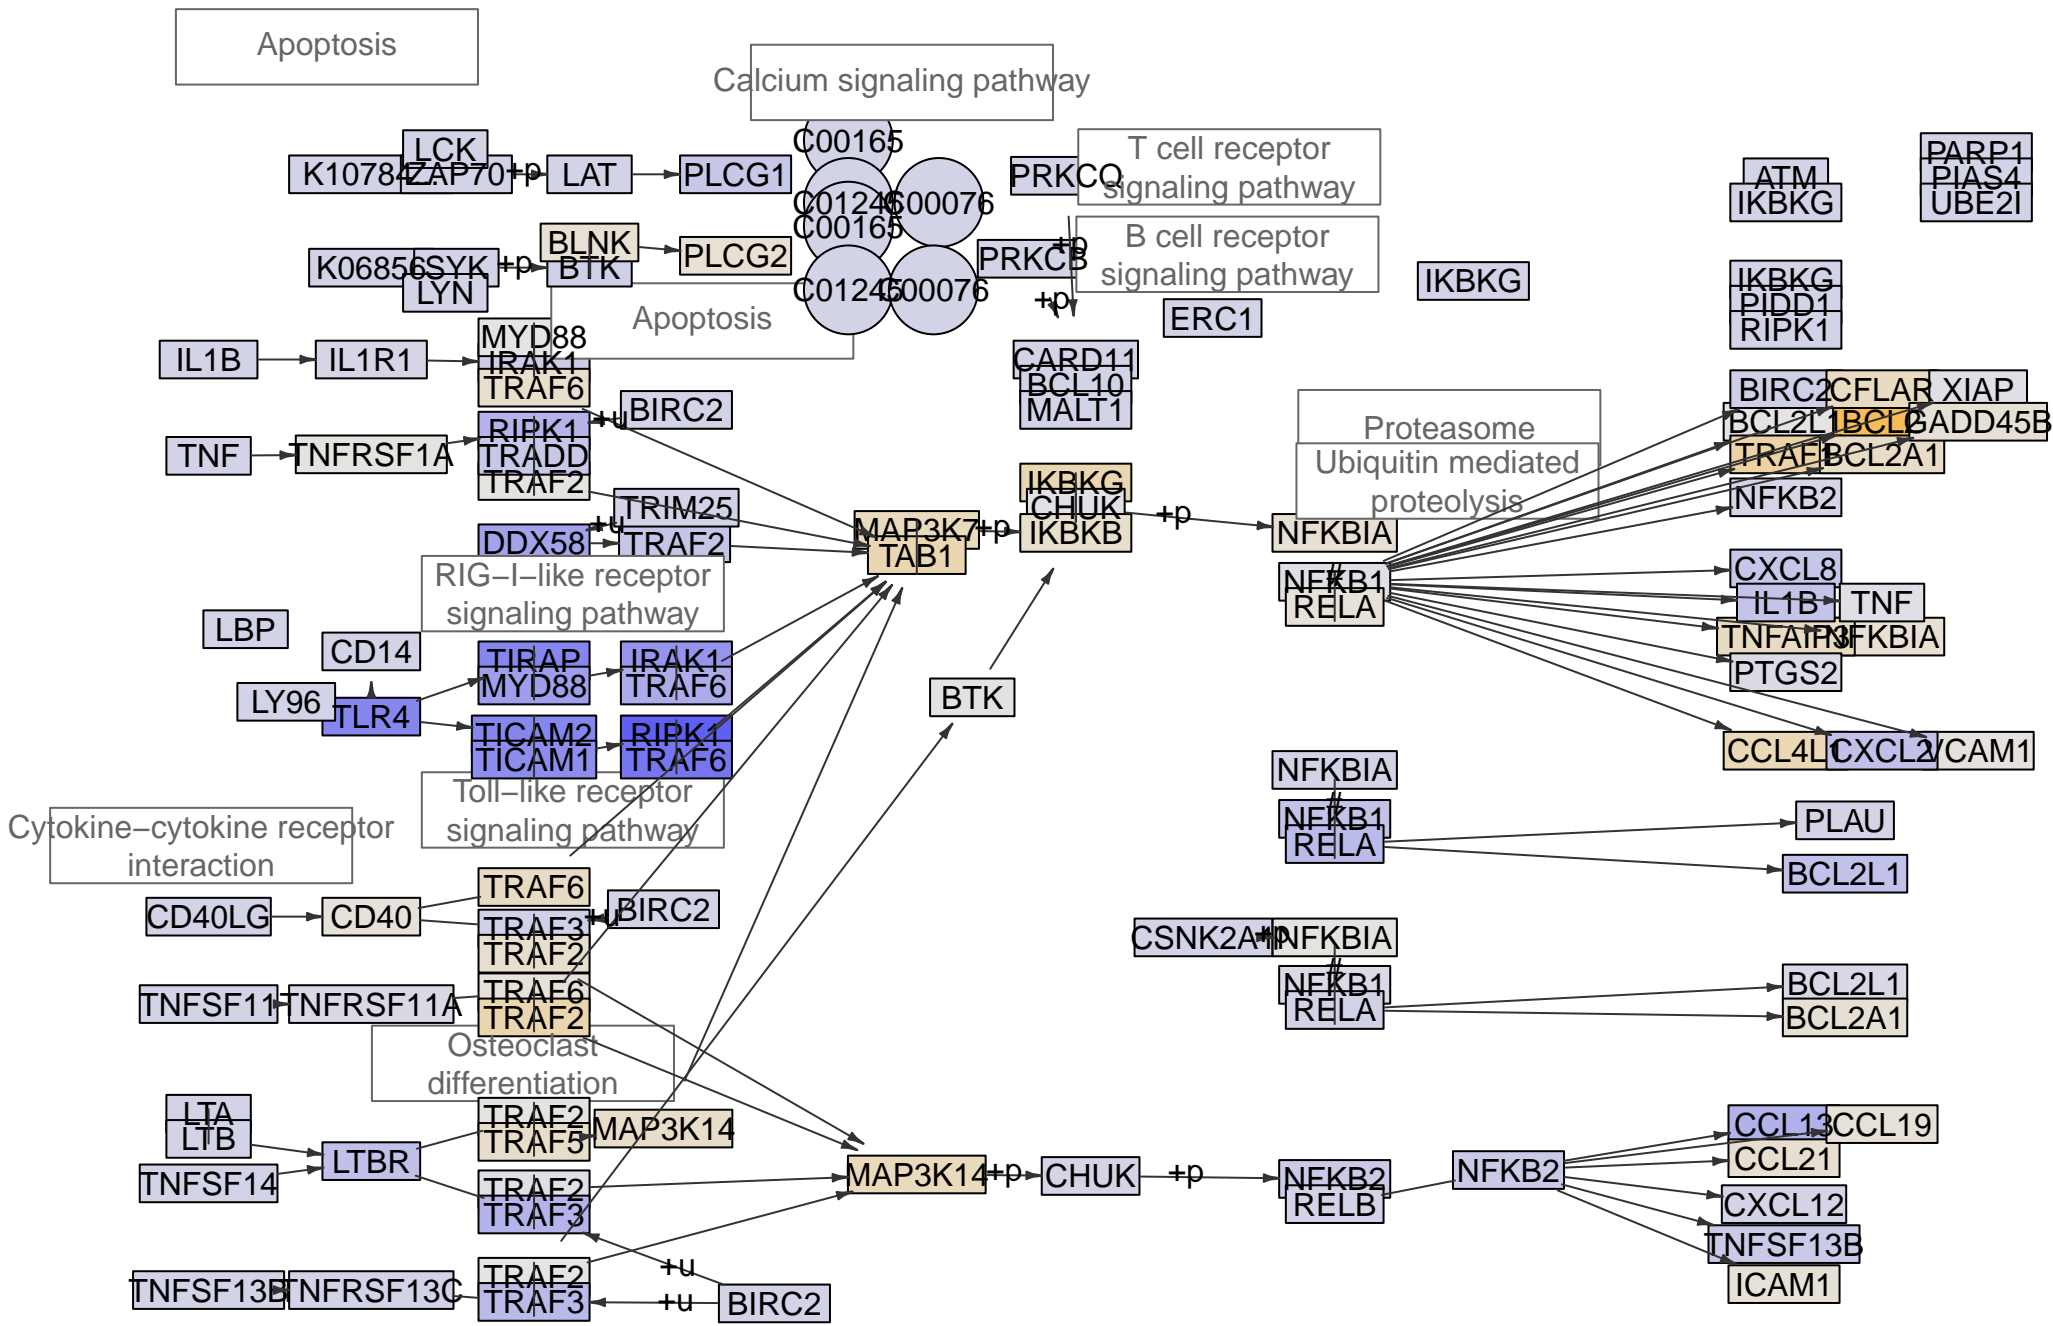 Apoptosis
Calcium signaling pathway
T cell receptor
signaling pathway
B cell receptor
signaling pathway
LCK
K10784
ZAP70
+p
LAT
PLCG1
C00165
C01246
C00076
C00165
C01245
C00076
PRKCQ
PRKCB
+p
+p
K06856
SYK
LYN
+p
BLNK
BTK
PLCG2
Apoptosis
ERC1
IKBKG
ATM
IKBKG
PARP1
PIAS4
UBE2I
IKBKG
PIDD1
RIPK1
IL1B
IL1R1
MYD88
IRAK1
TRAF6
CARD11
BCL10
MALT1
TNF
TNFRSF1A
RIPK1
TRADD
TRAF2
+u
BIRC2
Proteasome
Ubiquitin mediated
proteolysis
BIRC2
CFLAR
XIAP
BCL2L1
BCL2
GADD45B
TRAF1
BCL2A1
NFKB2
DDX58
+u
TRIM25
TRAF2
MAP3K7
TAB1
+p
IKBKG
CHUK
IKBKB
+p
NFKBIA
NFKB1
RELA
CXCL8
IL1B
TNF
TNFAIP3
NFKBIA
PTGS2
CCL4L1
CXCL2
VCAM1
RIG−I−like receptor
signaling pathway
LBP
CD14
LY96
TLR4
TIRAP
MYD88
IRAK1
TRAF6
TICAM2
TICAM1
RIPK1
TRAF6
BTK
Toll−like receptor
signaling pathway
Cytokine−cytokine receptor
interaction
NFKBIA
NFKB1
RELA
PLAU
BCL2L1
CD40LG
CD40
TRAF6
TRAF3
TRAF2
+u
BIRC2
CSNK2A1
+p
NFKBIA
NFKB1
RELA
BCL2L1
BCL2A1
TNFSF11
TNFRSF11A
TRAF6
TRAF2
Osteoclast
differentiation
LTA
LTB
TNFSF14
LTBR
TRAF2
TRAF5
MAP3K14
TRAF2
TRAF3
MAP3K14
+p
CHUK
+p
NFKB2
RELB
NFKB2
CCL13
CCL19
CCL21
CXCL12
TNFSF13B
ICAM1
TNFSF13B
TNFRSF13C
TRAF2
TRAF3
+u
+u
BIRC2